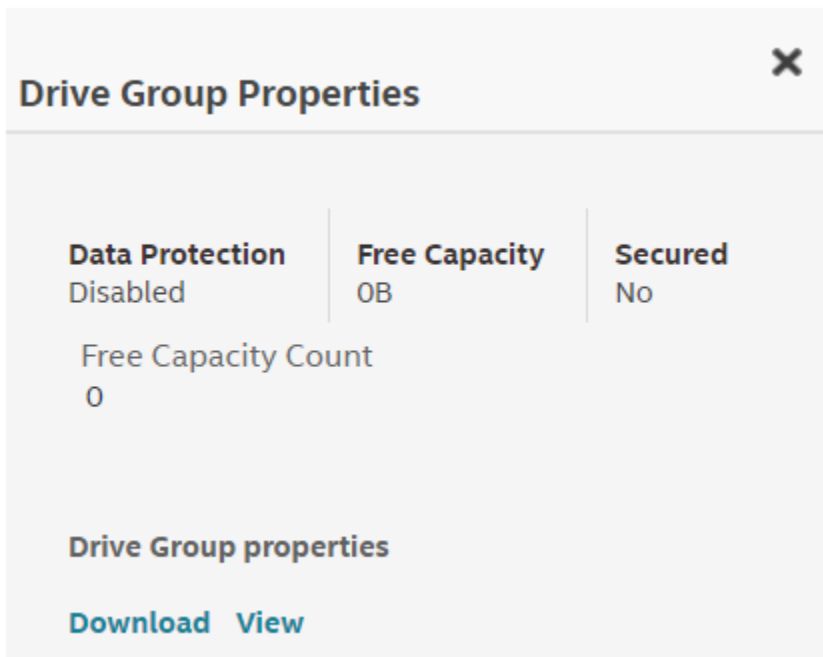 Drive Group Properties
Data Protection Free Capacity Secured
Disabled 0B No
Free Capacity Count
0
Drive Group properties
Download View